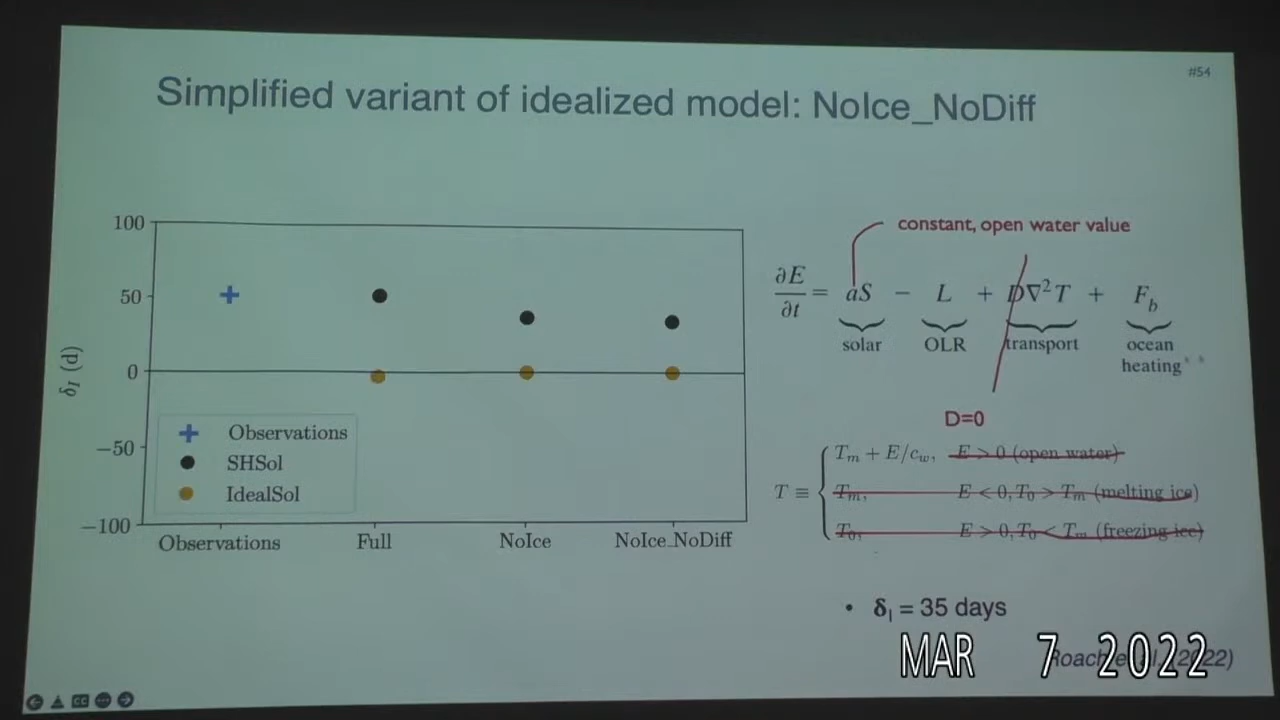 #54
Simplified variant of idealized model: NoIce_NoDiff
100
50
0
−50
−100
δI (d)
Observations
SHSol
IdealSol
Observations
Full
NoIce
NoIce_NoDiff
constant, open water value
∂E/∂t = aS − L + D∇²T + Fb
solar
OLR
transport
ocean heating
D=0
T ≡
Tm + E/cw, E > 0 (open water)
Tm, E < 0, T0 > Tm (melting ice)
T0, E > 0, T0 < Tm (freezing ice)
• δI = 35 days
MAR 7 2022
(2022)
CC